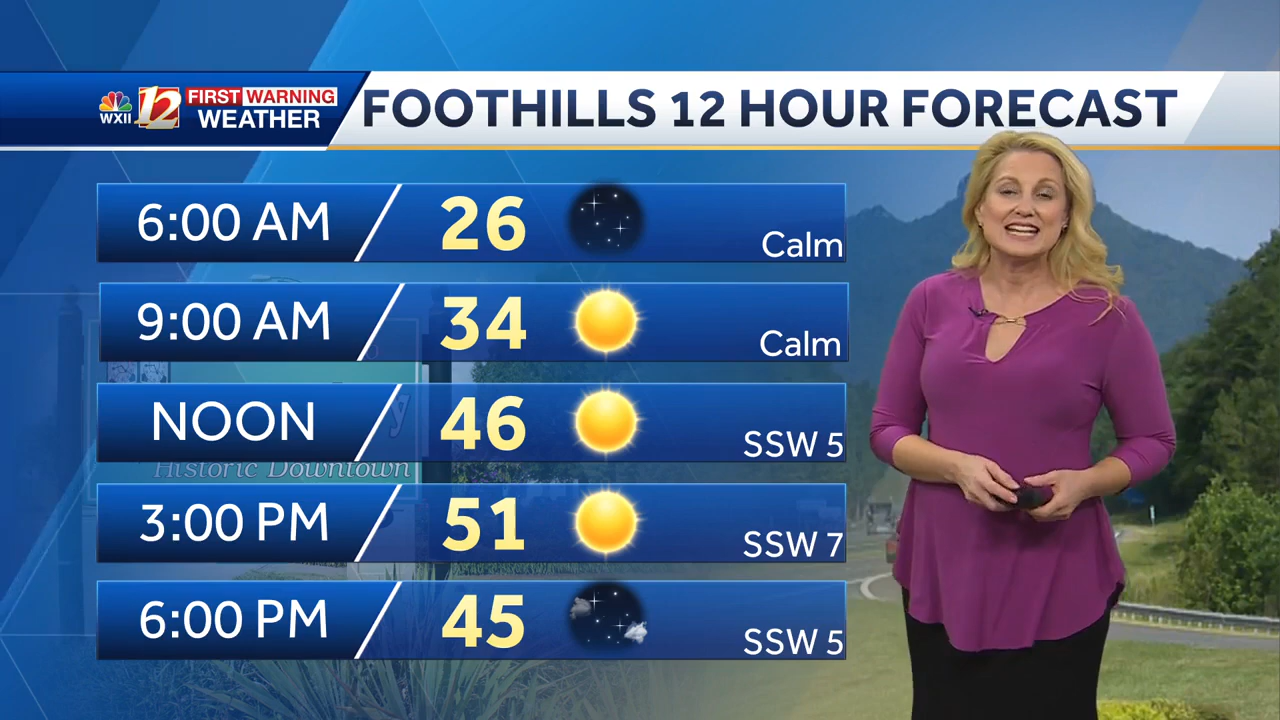 WXII 12 FIRST WARNING
WEATHER
FOOTHILLS 12 HOUR FORECAST
6:00 AM 26 Calm
9:00 AM 34 Calm
NOON 46 SSW 5
Historic Downtown
3:00 PM 51 SSW 7
6:00 PM 45 SSW 5